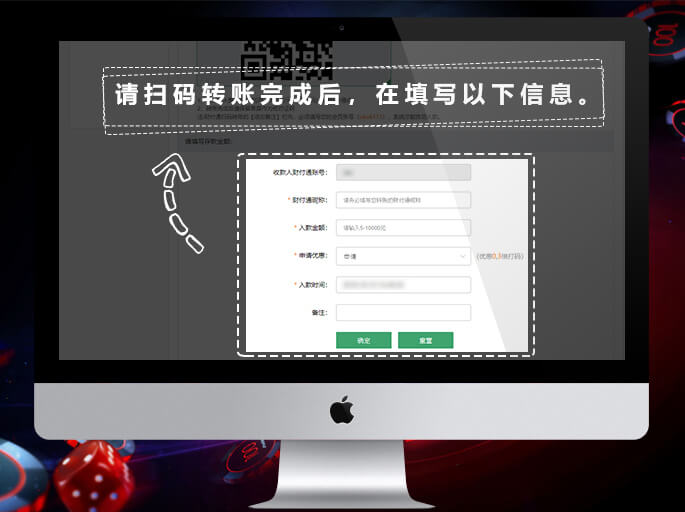 请扫码转账完成后，在填写以下信息。
请填写存款金额:
收款人财付通账号：
* 财付通昵称： 请务必填写您转账的财付通昵称
* 入款金额： 请输入5-10000元
* 申请优惠： 申请 (优惠0.3倍打码)
* 入款时间：
备注：
确定 重置